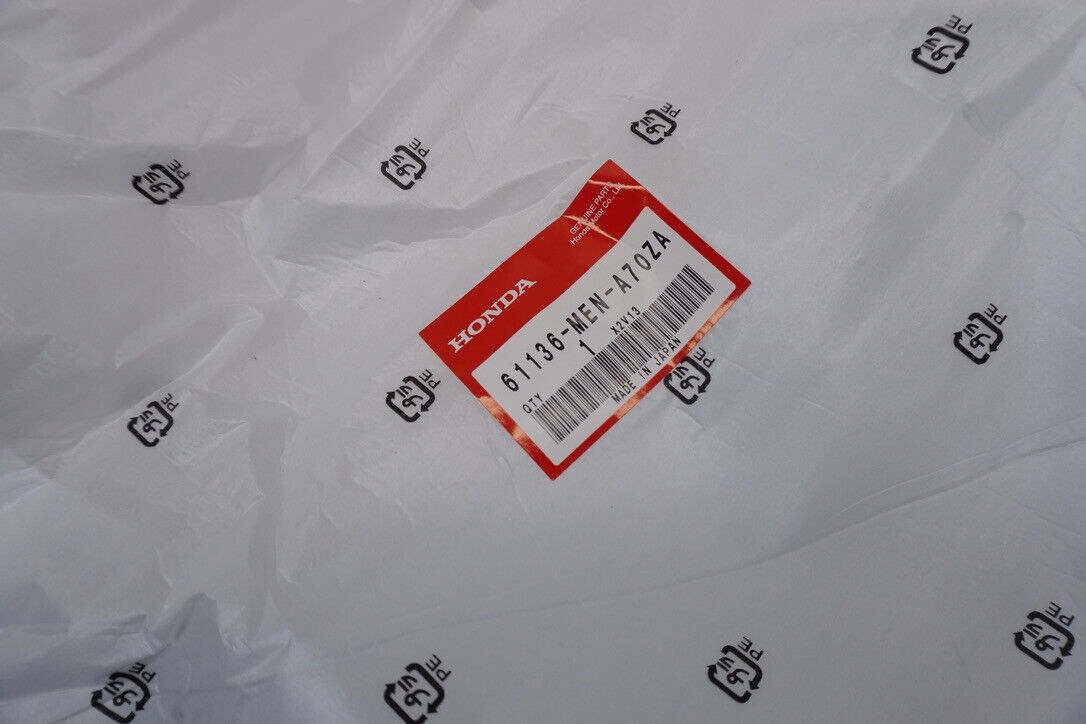 GENUINE PARTS
Honda Motor Co., Ltd.
HONDA
61136-MEN-A70ZA
1 X2V13
QTY
MADE IN JAPAN